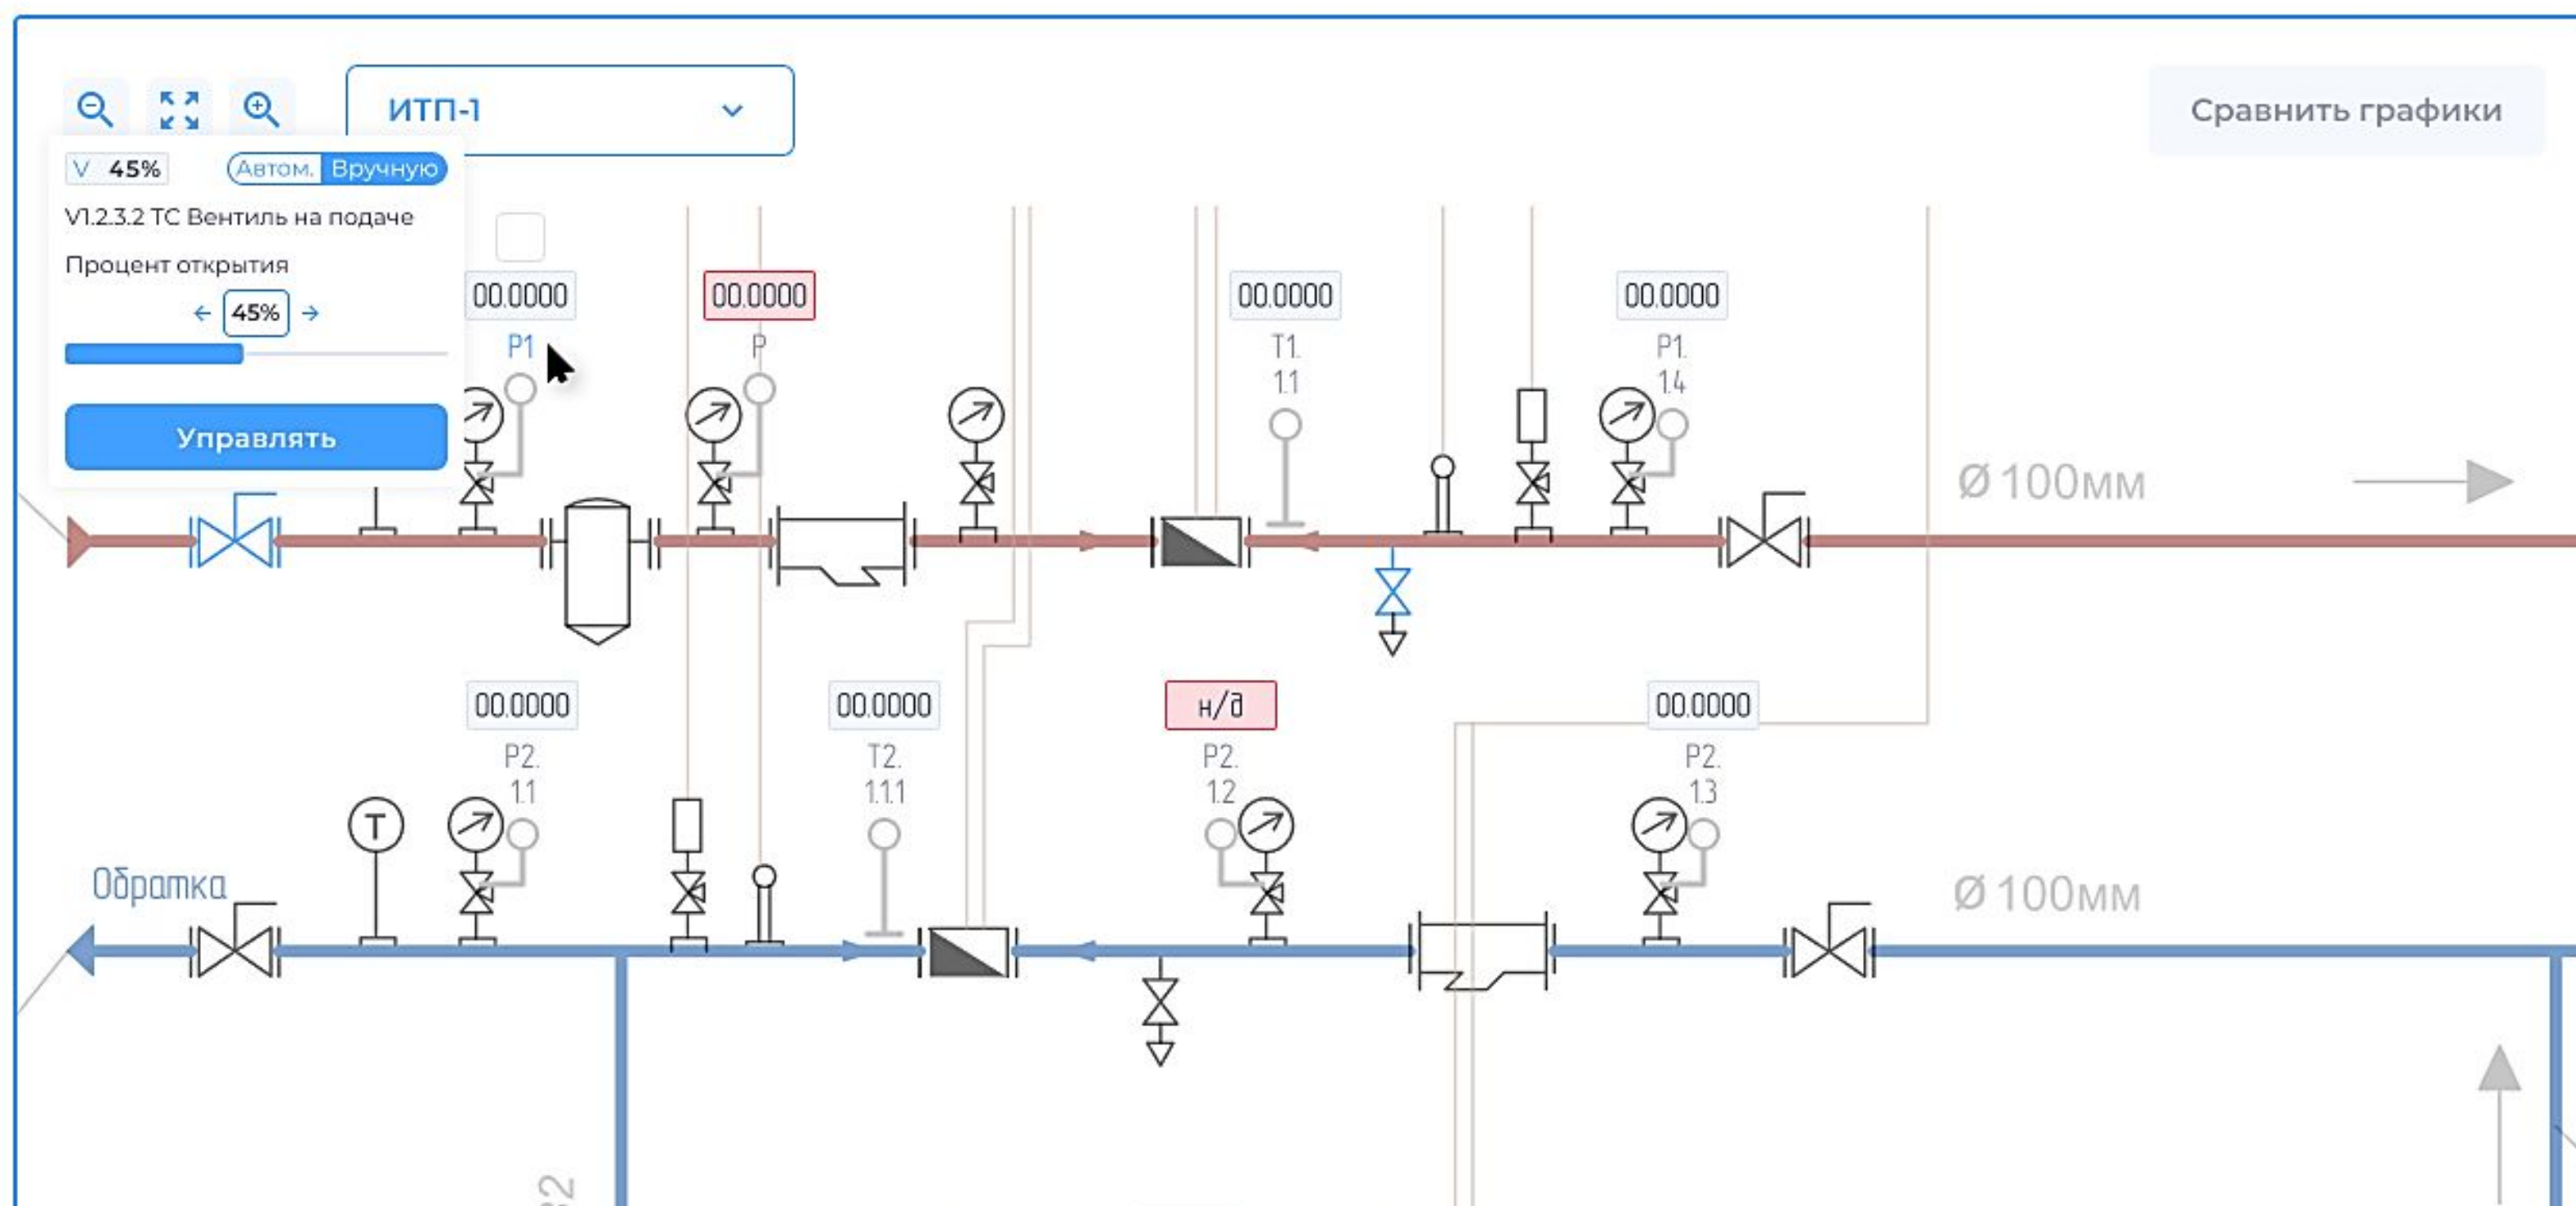 ИТП-1
Сравнить графики
V 45%
Автом. Вручную
V1.2.3.2 ТС Вентиль на подаче
Процент открытия
← 45% →
Управлять
00.0000
P1
00.0000
P
00.0000
T1.
1.1
00.0000
P1.
1.4
Ø 100мм
00.0000
P2.
1.1
00.0000
T2.
1.1.1
н/д
P2.
1.2
00.0000
P2.
1.3
T
Обратка
Ø 100мм